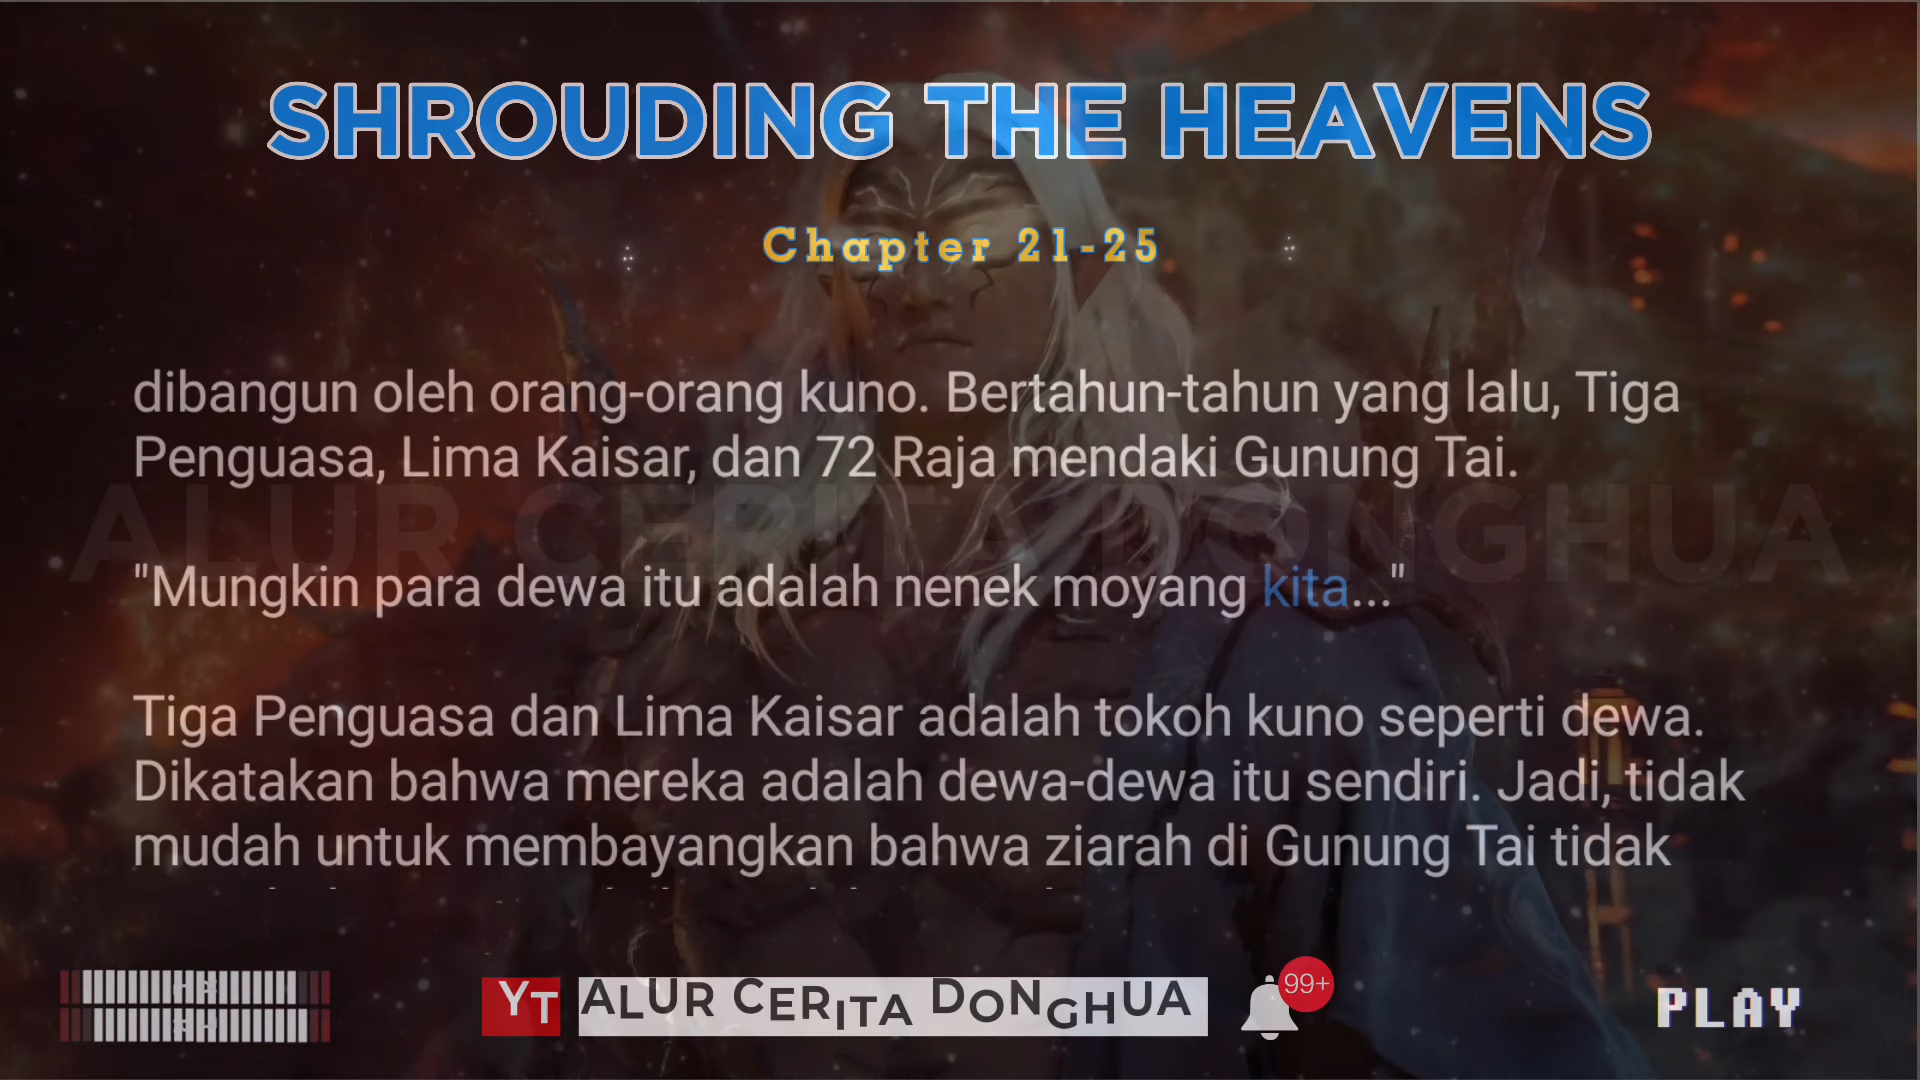 SHROUDING THE HEAVENS
Chapter 21-25
dibangun oleh orang-orang kuno. Bertahun-tahun yang lalu, Tiga
Penguasa, Lima Kaisar, dan 72 Raja mendaki Gunung Tai.
ALUR CERITA DONGHUA
"Mungkin para dewa itu adalah nenek moyang kita..."
Tiga Penguasa dan Lima Kaisar adalah tokoh kuno seperti dewa.
Dikatakan bahwa mereka adalah dewa-dewa itu sendiri. Jadi, tidak
mudah untuk membayangkan bahwa ziarah di Gunung Tai tidak
YT ALUR CERITA DONGHUA
99+
PLAY